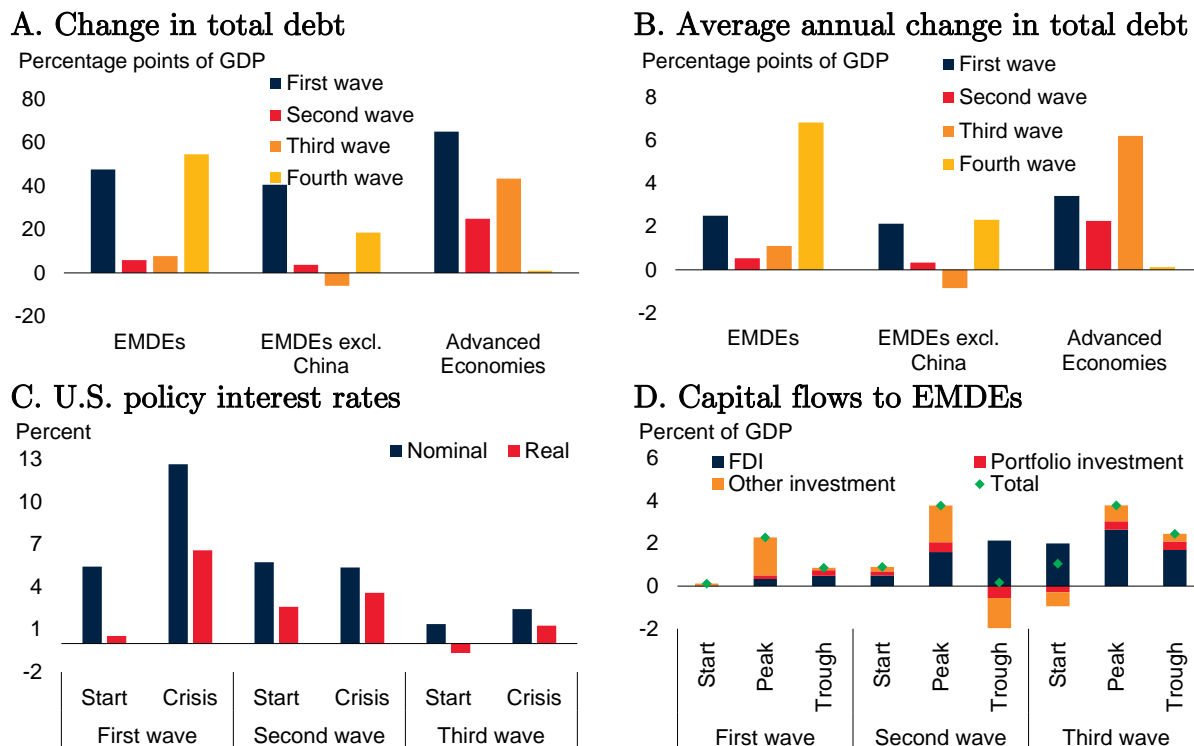 A. Change in total debt
Percentage points of GDP
First wave
Second wave
Third wave
Fourth wave
80
60
40
20
0
-20
EMDEs
EMDEs excl.
China
Advanced
Economies
B. Average annual change in total debt
Percentage points of GDP
First wave
Second wave
Third wave
Fourth wave
8
6
4
2
0
-2
EMDEs
EMDEs excl.
China
Advanced
Economies
C. U.S. policy interest rates
Percent
Nominal Real
13
10
7
4
1
-2
Start Crisis Start Crisis Start Crisis
First wave Second wave Third wave
D. Capital flows to EMDEs
Percent of GDP
FDI Portfolio investment
Other investment Total
6
4
2
0
-2
Start Peak Trough Start Peak Trough Start Peak Trough
First wave Second wave Third wave